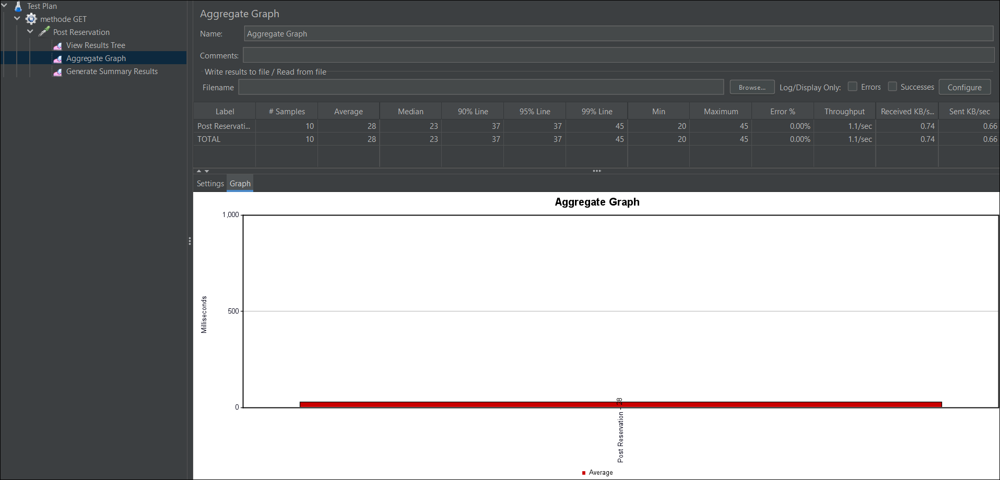 Test Plan
methode GET
Post Reservation
View Results Tree
Aggregate Graph
Generate Summary Results
Aggregate Graph
Name: Aggregate Graph
Comments:
Write results to file / Read from file
Filename Browse... Log/Display Only: Errors Successes Configure
Label # Samples Average Median 90% Line 95% Line 99% Line Min Maximum Error % Throughput Received KB/s... Sent KB/sec
Post Reservati... 10 28 23 37 37 45 20 45 0.00% 1.1/sec 0.74 0.66
TOTAL 10 28 23 37 37 45 20 45 0.00% 1.1/sec 0.74 0.66
Settings Graph
Aggregate Graph
1,000
500
0
Milliseconds
28
Post Reservation
Average